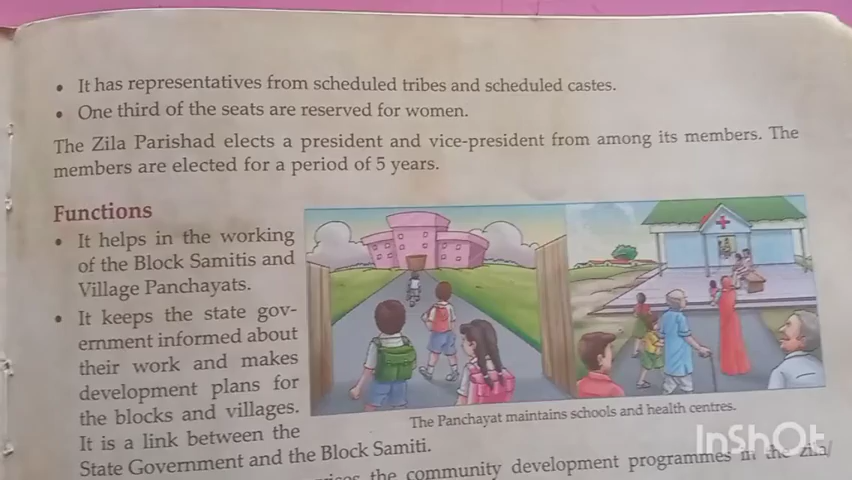 • It has representatives from scheduled tribes and scheduled castes.
• One third of the seats are reserved for women.
The Zila Parishad elects a president and vice-president from among its members. The
members are elected for a period of 5 years.
Functions
• It helps in the working
of the Block Samitis and
Village Panchayats.
• It keeps the state gov-
ernment informed about
their work and makes
development plans for
the blocks and villages.
It is a link between the
State Government and the Block Samiti.
The Panchayat maintains schools and health centres.
the community development programmes in the Zila/
InShOt